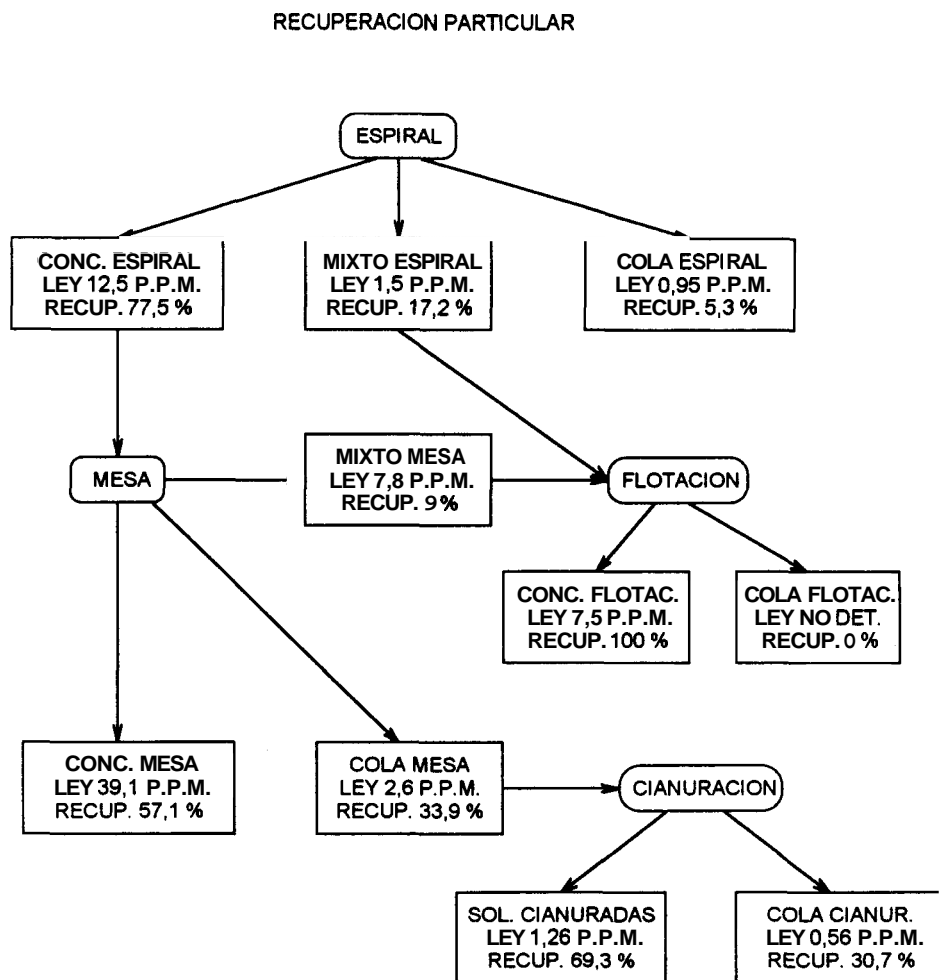 RECUPERACION PARTICULAR
ESPIRAL
CONC. ESPIRAL
LEY 12,5 P.P.M.
RECUP. 77,5 %
MIXTO ESPIRAL
LEY 1,5 P.P.M.
RECUP. 17,2 %
COLA ESPIRAL
LEY 0,95 P.P.M.
RECUP. 5,3 %
MESA
MIXTO MESA
LEY 7,8 P.P.M.
RECUP. 9 %
FLOTACION
CONC. FLOTAC.
LEY 7,5 P.P.M.
RECUP. 100 %
COLA FLOTAC.
LEY NO DET.
RECUP. 0 %
CONC. MESA
LEY 39,1 P.P.M.
RECUP. 57,1 %
COLA MESA
LEY 2,6 P.P.M.
RECUP. 33,9 %
CIANURACION
SOL. CIANURADAS
LEY 1,26 P.P.M.
RECUP. 69,3 %
COLA CIANUR.
LEY 0,56 P.P.M.
RECUP. 30,7 %